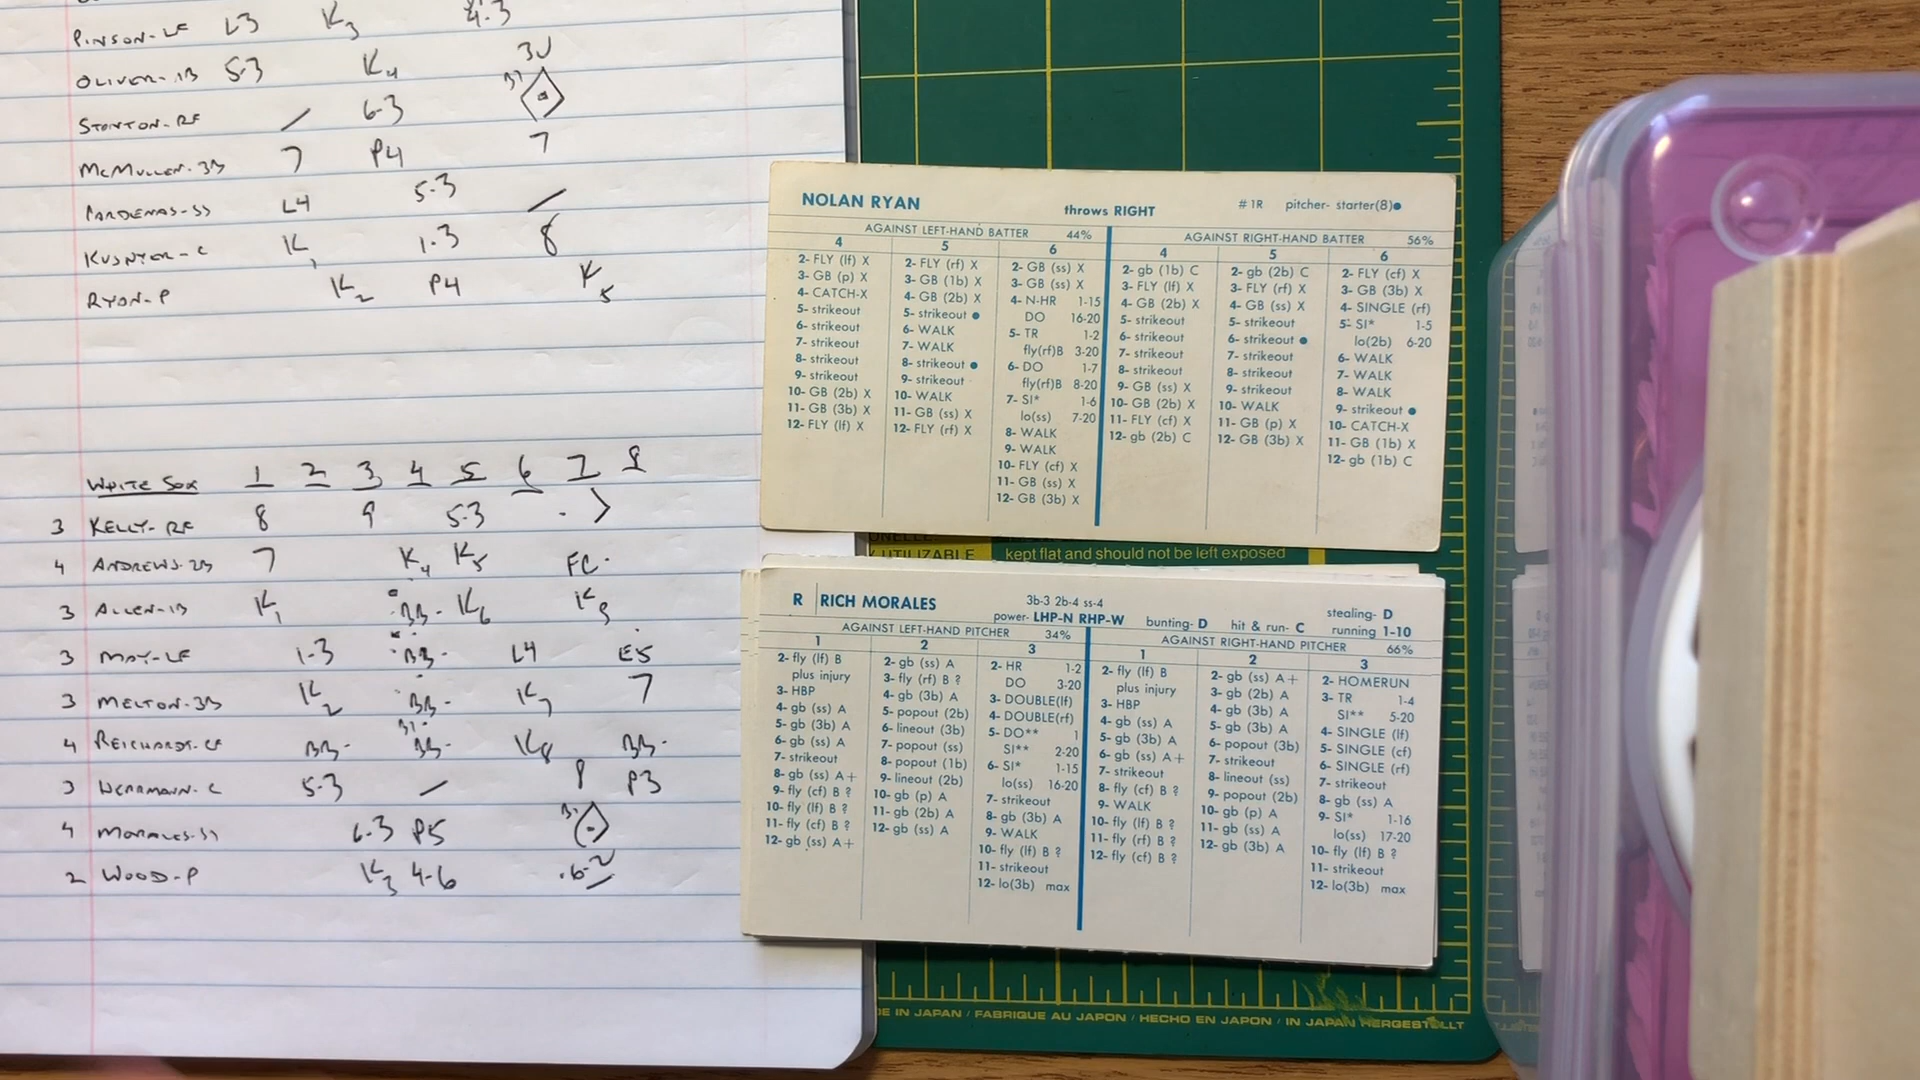 PINSON-LF L3 K3 4.3
OLIVER-1B 5.3 K4 3U
STANTON-RF 6-3 B1
McMULLEN-3B 7 P4 7
CARDENAS-SS L4 5.3
KUSNYER-C K1 1.3 8
RYAN-P K2 P4 K5
WHITE SOX 1 2 3 4 5 6 7 8
3 KELLY-RF 8 9 5.3
4 ANDREWS-2B 7 K4 K5 FC
3 ALLEN-1B K1 BB K6 K9
3 MAY-LF 1-3 BB L4 E5
3 MELTON-3B K2 BB K7 7
4 REICHARDT-CF BB B1 BB K8 BB
3 HERRMANN-C 5-3 8 P3
4 MORALES-SS 6.3 P5 B1
2 WOOD-P K3 4-6 .6-2
NOLAN RYAN throws RIGHT #1R pitcher- starter(8)●
AGAINST LEFT-HAND BATTER 44%
4
2- FLY (lf) X
3- GB (p) X
4- CATCH-X
5- strikeout
6- strikeout
7- strikeout
8- strikeout
9- strikeout
10- GB (2b) X
11- GB (3b) X
12- FLY (lf) X
5
2- FLY (rf) X
3- GB (1b) X
4- GB (2b) X
5- strikeout ●
6- WALK
7- WALK
8- strikeout ●
9- strikeout
10- WALK
11- GB (ss) X
12- FLY (rf) X
6
2- GB (ss) X
3- GB (ss) X
4- N-HR 1-15
DO 16-20
5- TR 1-2
fly(rf)B 3-20
6- DO 1-7
fly(rf)B 8-20
7- SI* 1-6
lo(ss) 7-20
8- WALK
9- WALK
10- FLY (cf) X
11- GB (ss) X
12- GB (3b) X
AGAINST RIGHT-HAND BATTER 56%
4
2- gb (1b) C
3- FLY (lf) X
4- GB (2b) X
5- strikeout
6- strikeout
7- strikeout
8- strikeout
9- GB (ss) X
10- GB (2b) X
11- FLY (cf) X
12- gb (2b) C
5
2- gb (2b) C
3- FLY (rf) X
4- GB (ss) X
5- strikeout
6- strikeout ●
7- strikeout
8- strikeout
9- strikeout
10- WALK
11- GB (p) X
12- GB (3b) X
6
2- FLY (cf) X
3- GB (3b) X
4- SINGLE (rf)
5- SI* 1-5
lo(2b) 6-20
6- WALK
7- WALK
8- WALK
9- strikeout ●
10- CATCH-X
11- GB (1b) X
12- gb (1b) C
UTILIZABLE kept flat and should not be left exposed
R RICH MORALES 3b-3 2b-4 ss-4 stealing- D
power- LHP-N RHP-W bunting- D hit & run- C running 1-10
AGAINST LEFT-HAND PITCHER 34%
1
2- fly (lf) B
plus injury
3- HBP
4- gb (ss) A
5- gb (3b) A
6- gb (ss) A
7- strikeout
8- gb (ss) A+
9- fly (cf) B ?
10- fly (lf) B ?
11- fly (cf) B ?
12- gb (ss) A+
2
2- gb (ss) A
3- fly (rf) B ?
4- gb (3b) A
5- popout (2b)
6- lineout (3b)
7- popout (ss)
8- popout (1b)
9- lineout (2b)
10- gb (p) A
11- gb (2b) A
12- gb (ss) A
3
2- HR 1-2
DO 3-20
3- DOUBLE(lf)
4- DOUBLE(rf)
5- DO** 1
SI** 2-20
6- SI* 1-15
lo(ss) 16-20
7- strikeout
8- gb (3b) A
9- WALK
10- fly (lf) B ?
11- strikeout
12- lo(3b) max
AGAINST RIGHT-HAND PITCHER 66%
1
2- fly (lf) B
plus injury
3- HBP
4- gb (ss) A
5- gb (3b) A
6- gb (ss) A+
7- strikeout
8- fly (cf) B ?
9- WALK
10- fly (lf) B ?
11- fly (rf) B ?
12- fly (cf) B ?
2
2- gb (ss) A+
3- gb (2b) A
4- gb (3b) A
5- gb (3b) A
6- popout (3b)
7- strikeout
8- lineout (ss)
9- popout (2b)
10- gb (p) A
11- gb (ss) A
12- gb (3b) A
3
2- HOMERUN
3- TR 1-4
SI** 5-20
4- SINGLE (lf)
5- SINGLE (cf)
6- SINGLE (rf)
7- strikeout
8- gb (ss) A
9- SI* 1-16
lo(ss) 17-20
10- fly (lf) B ?
11- strikeout
12- lo(3b) max
DE IN JAPAN / FABRIQUE AU JAPON / HECHO EN JAPON / IN JAPAN HERGESTELLT